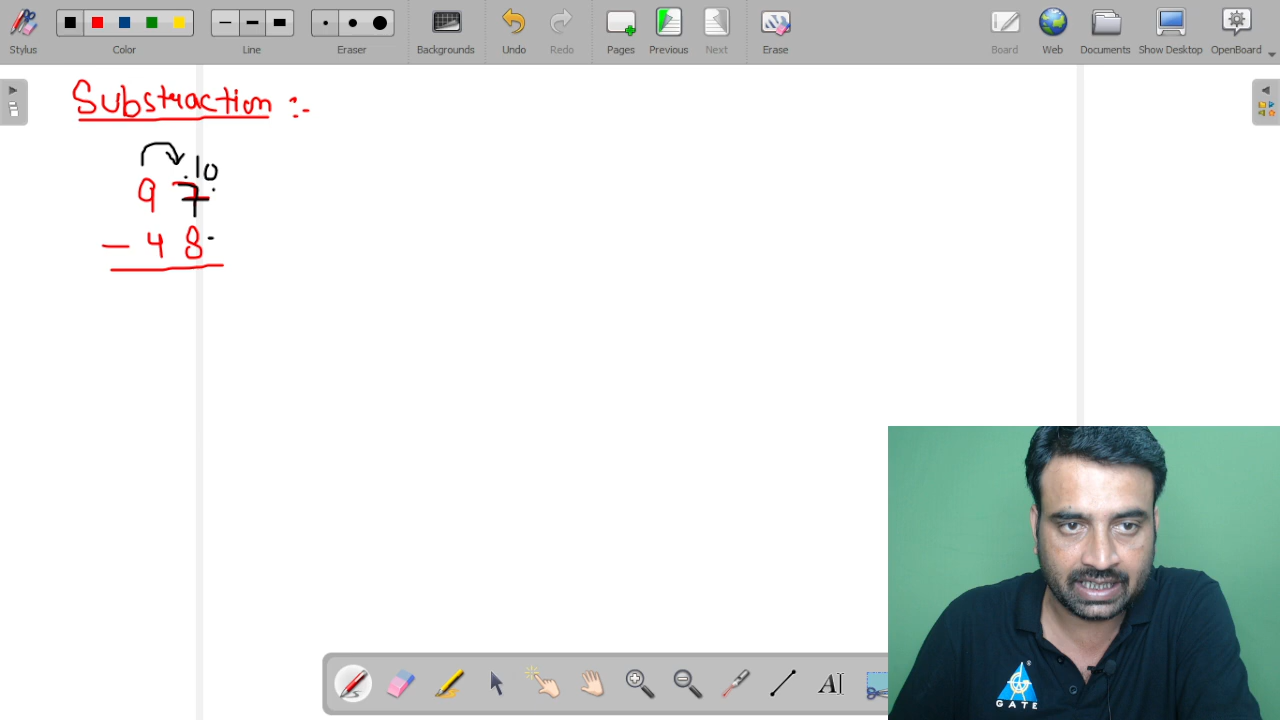 Stylus Color Line Eraser Backgrounds Undo Redo Pages Previous Next Erase Board Web Documents Show Desktop OpenBoard
Substraction :-
10
9 7
- 4 8
AI
GATE